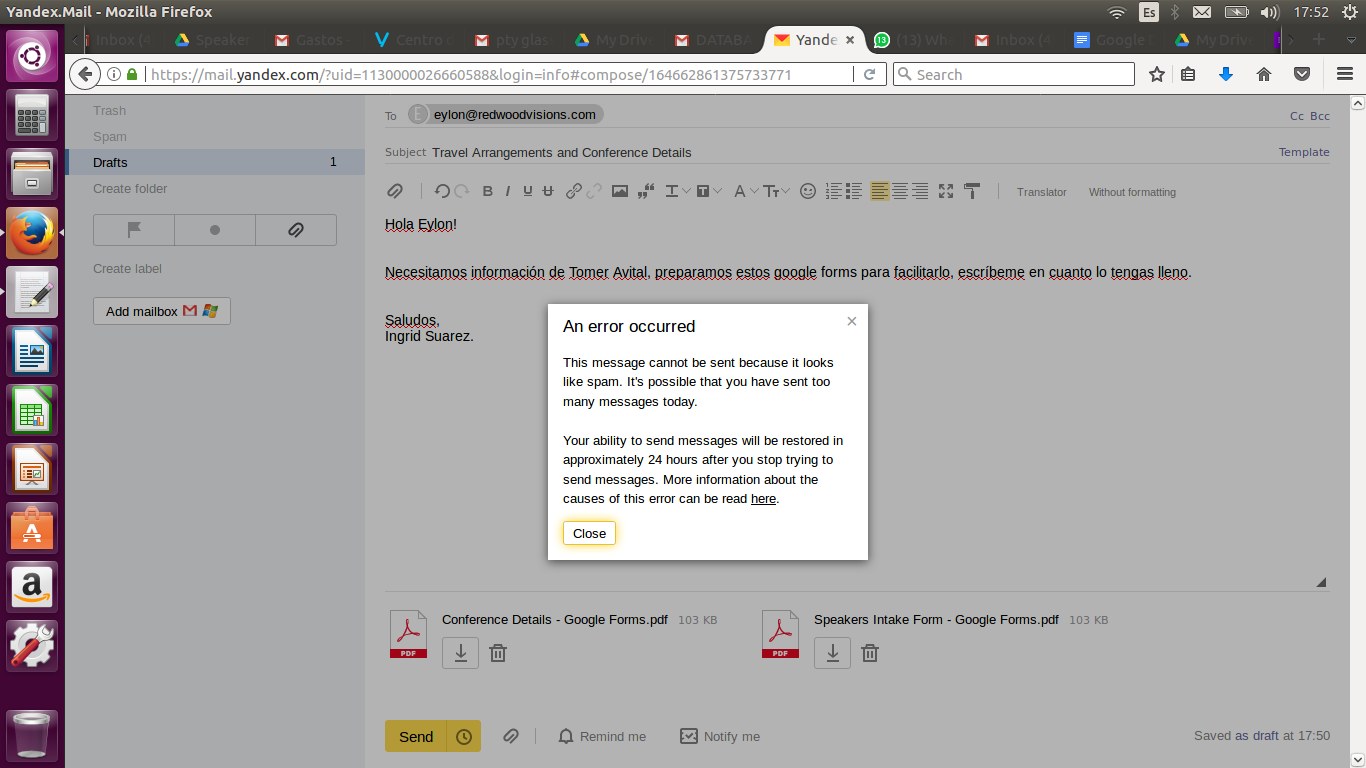 Yandex.Mail - Mozilla Firefox
Es
17:52
Inbox (4
Speaker
Gastos -
Centro
pty glas
My Drive
DATABA
Yande
(13) Wh
Inbox (4
Google
My Drive
https://mail.yandex.com/?uid=1130000026660588&login=info#compose/164662861375733771
Search
Trash
Spam
Drafts 1
Create folder
Create label
Add mailbox
To E eylon@redwoodvisions.com Cc Bcc
Subject Travel Arrangements and Conference Details Template
B I U U T A Tт Translator Without formatting
Hola Eylon!
Necesitamos información de Tomer Avital, preparamos estos google forms para facilitarlo, escríbeme en cuanto lo tengas lleno.
Saludos,
Ingrid Suarez.
An error occurred
This message cannot be sent because it looks
like spam. It's possible that you have sent too
many messages today.
Your ability to send messages will be restored in
approximately 24 hours after you stop trying to
send messages. More information about the
causes of this error can be read here.
Close
PDF
Conference Details - Google Forms.pdf 103 KB
PDF
Speakers Intake Form - Google Forms.pdf 103 KB
Send
Remind me
Notify me
Saved as draft at 17:50